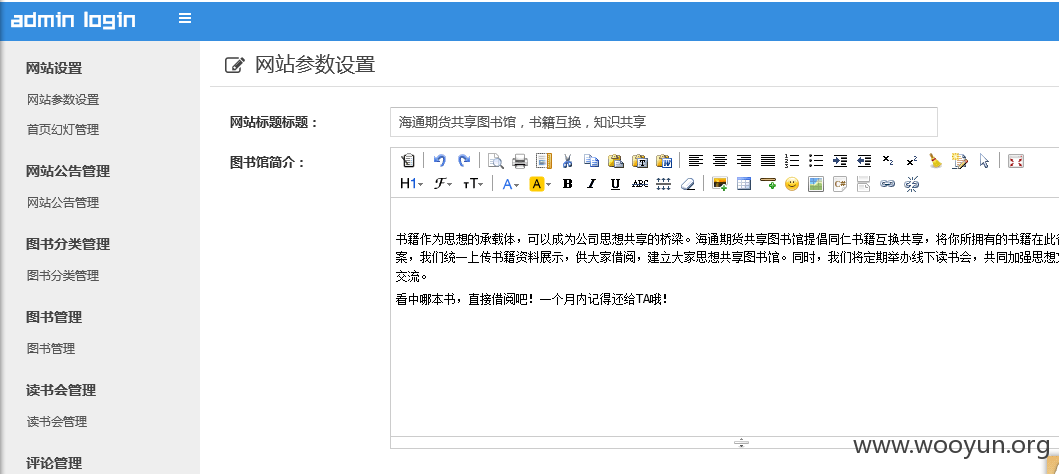 admin login
网站设置
网站参数设置
首页幻灯管理
网站公告管理
网站公告管理
图书分类管理
图书分类管理
图书管理
图书管理
读书会管理
读书会管理
评论管理
网站参数设置
网站标题标题：
海通期货共享图书馆，书籍互换，知识共享
图书馆简介：
H1 F тT A A B I U ABC
书籍作为思想的承载体，可以成为公司思想共享的桥梁。海通期货共享图书馆提倡同仁书籍互换共享，将你所拥有的书籍在此
案，我们统一上传书籍资料展示，供大家借阅，建立大家思想共享图书馆。同时，我们将定期举办线下读书会，共同加强思想
交流。
看中哪本书，直接借阅吧！一个月内记得还给TA哦！
www.wooyun.org